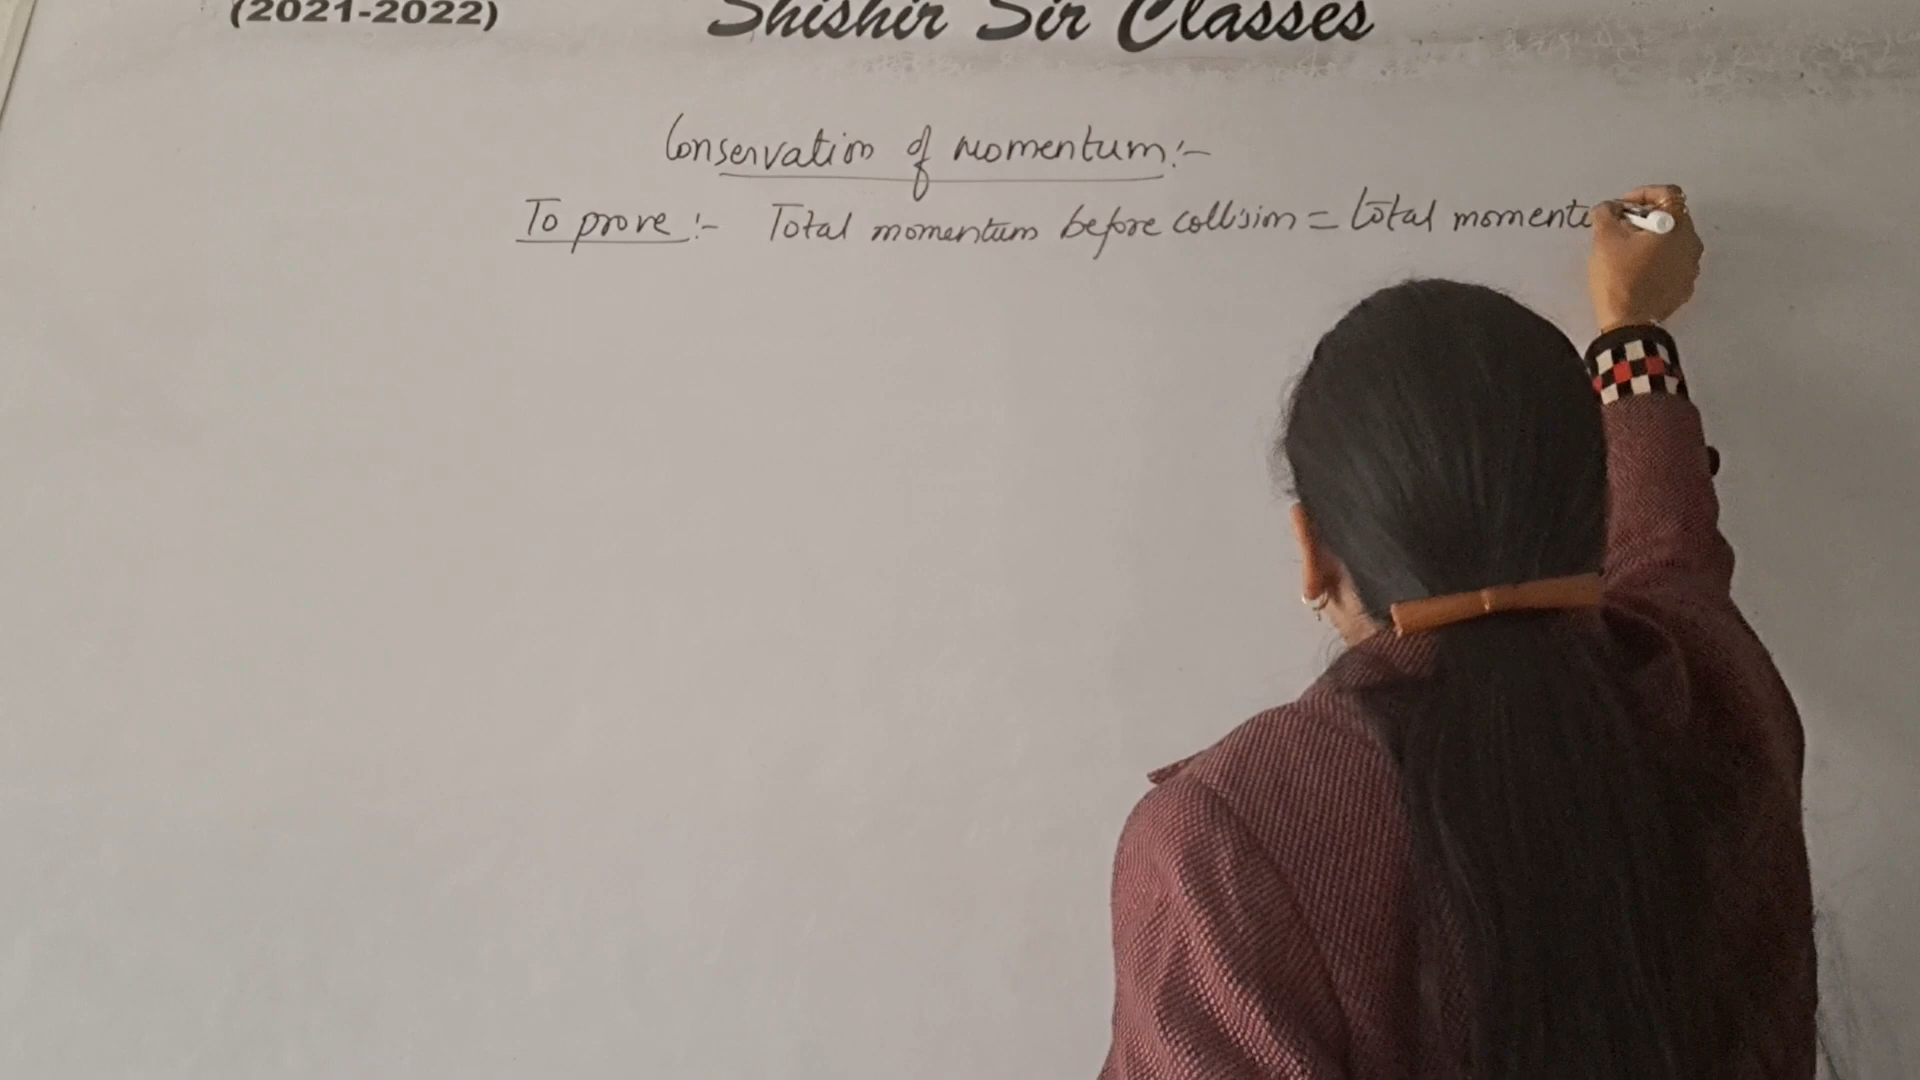 (2021-2022) Shishir Sir Classes
Conservation of momentum:-
To prove :- Total momentum before collision = total momentu